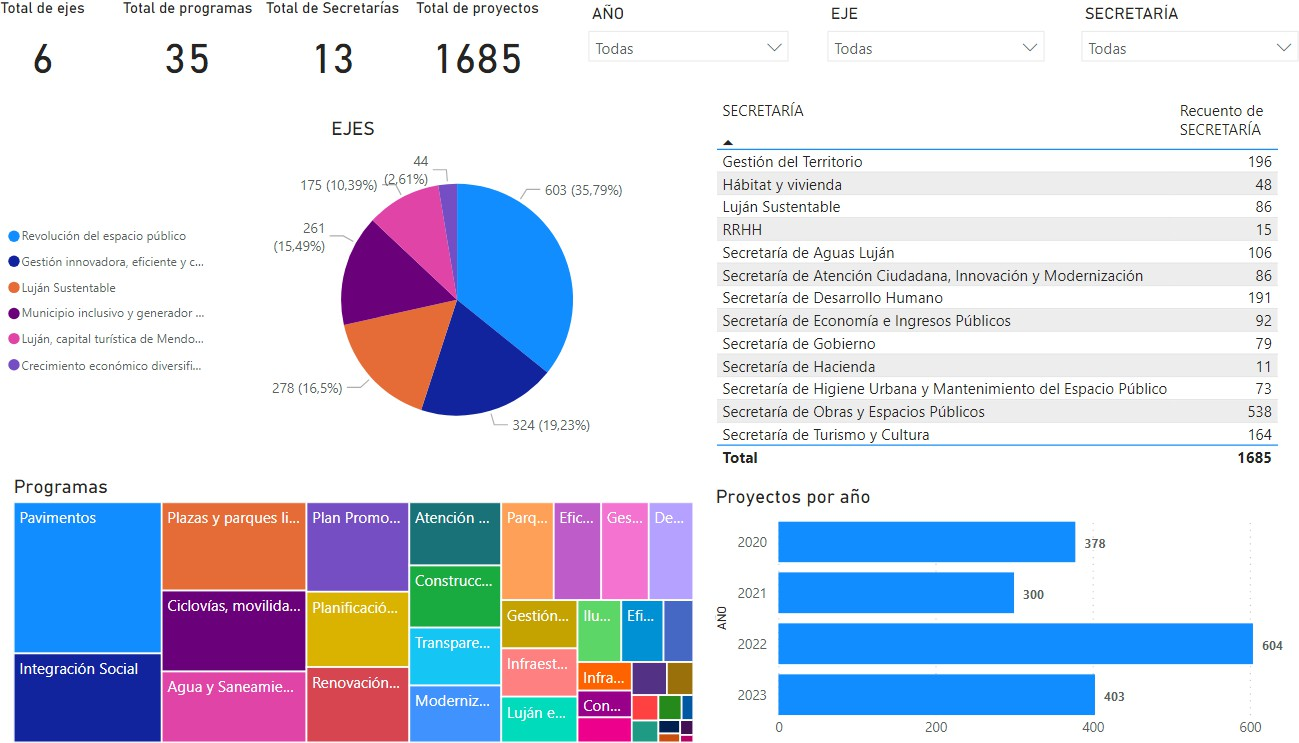 Total de ejes
6
Total de programas
35
Total de Secretarías
13
Total de proyectos
1685
AÑO
Todas
EJE
Todas
SECRETARÍA
Todas
EJES
Revolución del espacio público
Gestión innovadora, eficiente y c...
Luján Sustentable
Municipio inclusivo y generador ...
Luján, capital turística de Mendo...
Crecimiento económico diversifi...
44
(2,61%)
175 (10,39%)
603 (35,79%)
261
(15,49%)
278 (16,5%)
324 (19,23%)
SECRETARÍA Recuento de
SECRETARÍA
Gestión del Territorio 196
Hábitat y vivienda 48
Luján Sustentable 86
RRHH 15
Secretaría de Aguas Luján 106
Secretaría de Atención Ciudadana, Innovación y Modernización 86
Secretaría de Desarrollo Humano 191
Secretaría de Economía e Ingresos Públicos 92
Secretaría de Gobierno 79
Secretaría de Hacienda 11
Secretaría de Higiene Urbana y Mantenimiento del Espacio Público 73
Secretaría de Obras y Espacios Públicos 538
Secretaría de Turismo y Cultura 164
Total 1685
Programas
Pavimentos
Integración Social
Plazas y parques li...
Ciclovías, movilida...
Agua y Saneamie...
Plan Promo...
Planificació...
Renovación...
Atención ...
Construcc...
Transpare...
Moderniz...
Parq...
Efic...
Ges...
De...
Gestión...
Ilu...
Efi...
Infraest...
Luján e...
Infra...
Con...
Proyectos por año
AÑO
2020 378
2021 300
2022 604
2023 403
0 200 400 600